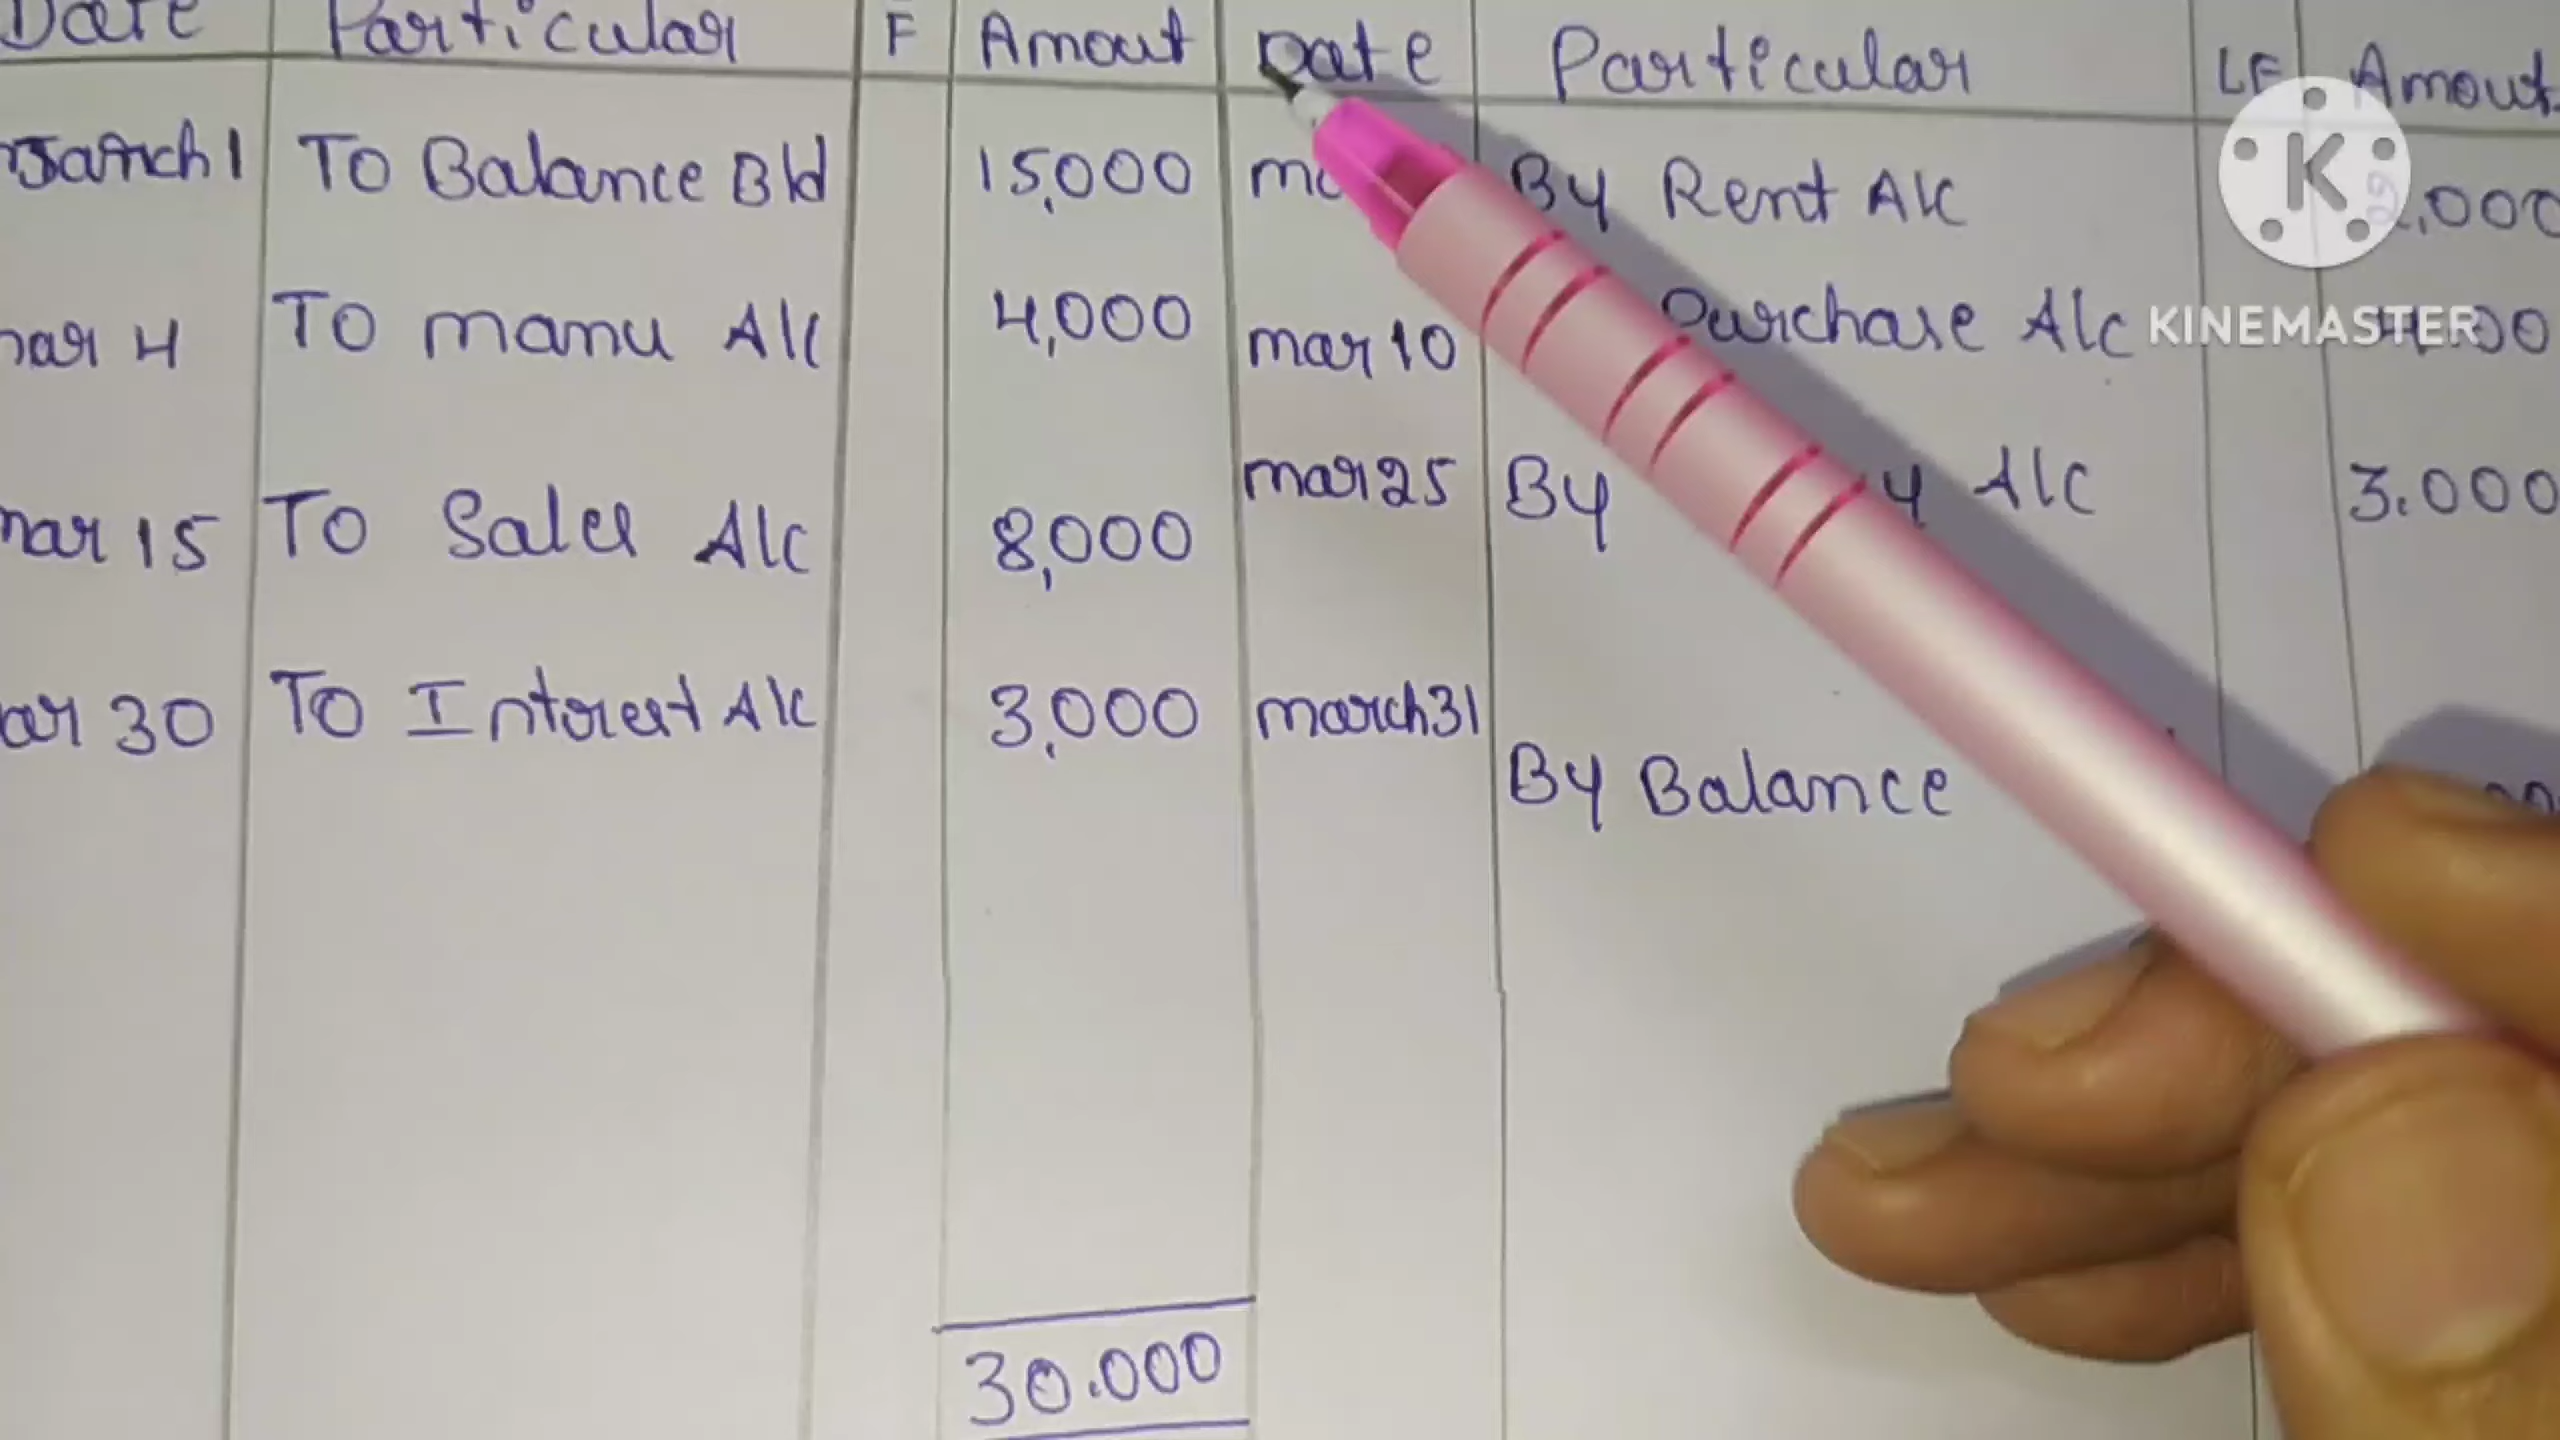 Date Particular F Amout Date Particular LF Amout
March 1 To Balance B/d 15,000 By Rent A/c ,000
mar 4 To manu A/c 4,000 mar 10 Purchase A/c
mar 15 To Sales A/c 8,000 mar 25 By A/c 3.000
mar 30 To Interest A/c 3,000 march 31 By Balance
30.000
K
KINEMASTER